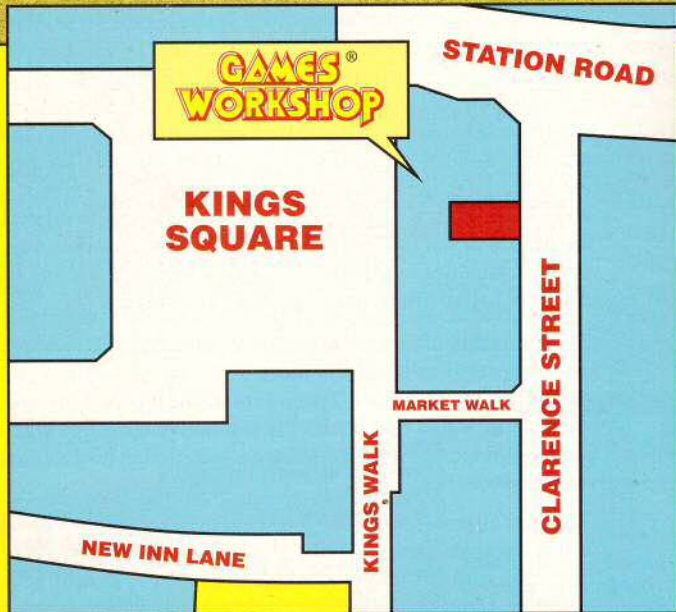 GAMES®
WORKSHOP
STATION ROAD
KINGS
SQUARE
CLARENCE STREET
MARKET WALK
KINGS WALK
NEW INN LANE